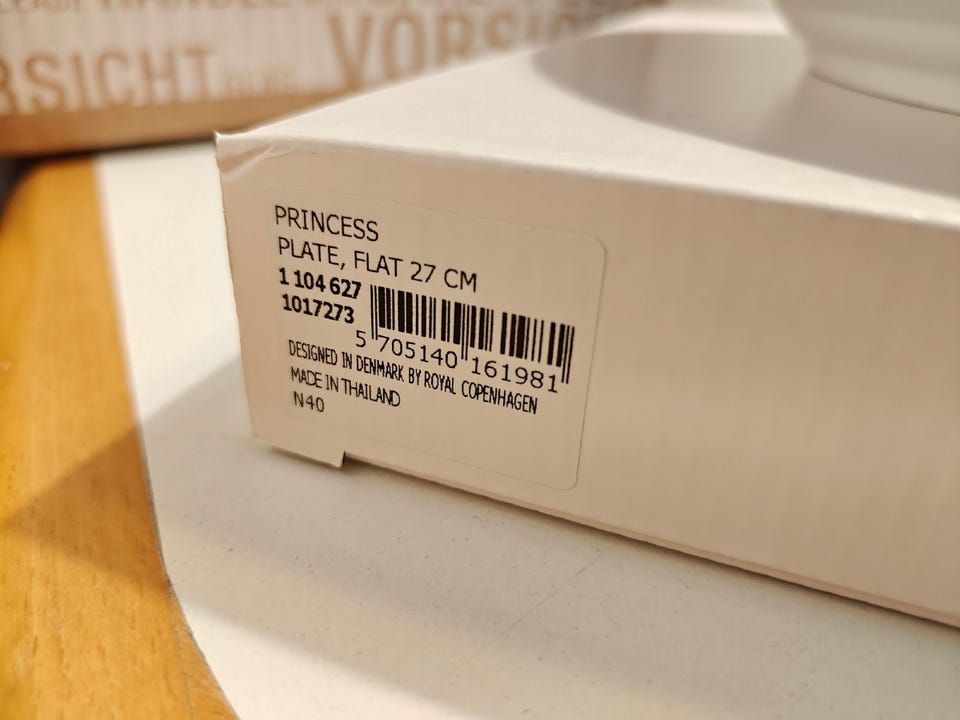 VORSICHT
PRINCESS
PLATE, FLAT 27 CM
1 104 627
1017273
5 705140 161981
DESIGNED IN DENMARK BY ROYAL COPENHAGEN
MADE IN THAILAND
N40